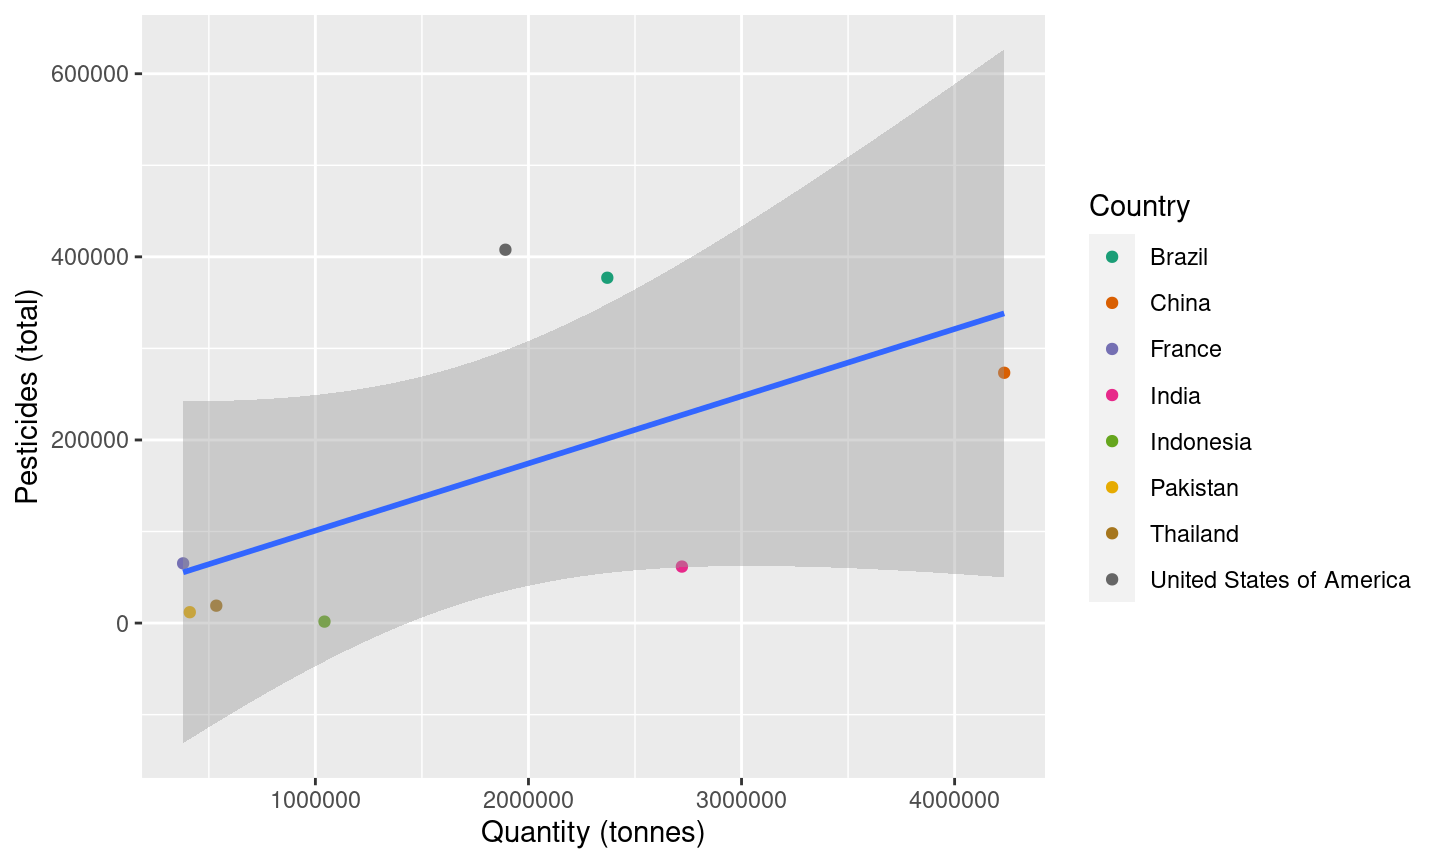 600000
400000
200000
0
Pesticides (total)
1000000
2000000
3000000
4000000
Quantity (tonnes)
Country
Brazil
China
France
India
Indonesia
Pakistan
Thailand
United States of America